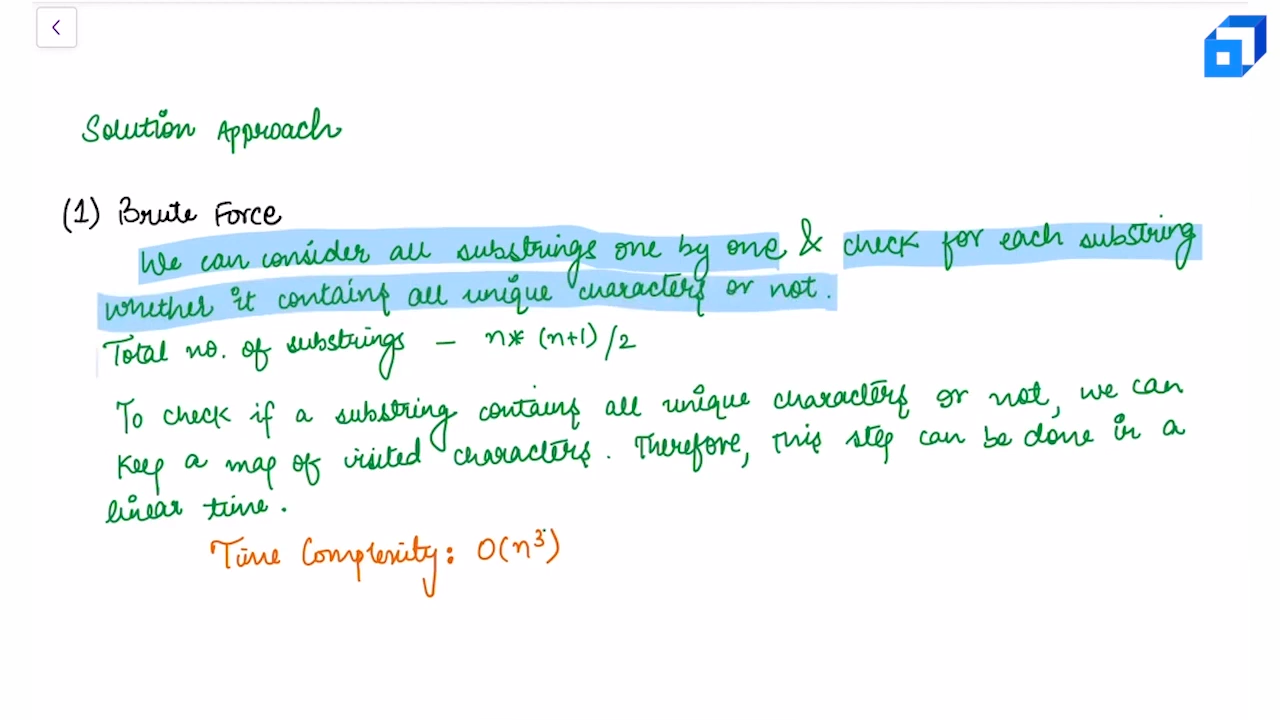 Solution Approach
(1) Brute Force
We can consider all substrings one by one & check for each substring
whether it contains all unique characters or not.
Total no. of substrings – n* (n+1)/2
To check if a substring contains all unique characters or not, we can
keep a map of visited characters. Therefore, this step can be done in a
linear time.
Time Complexity: O(n³)